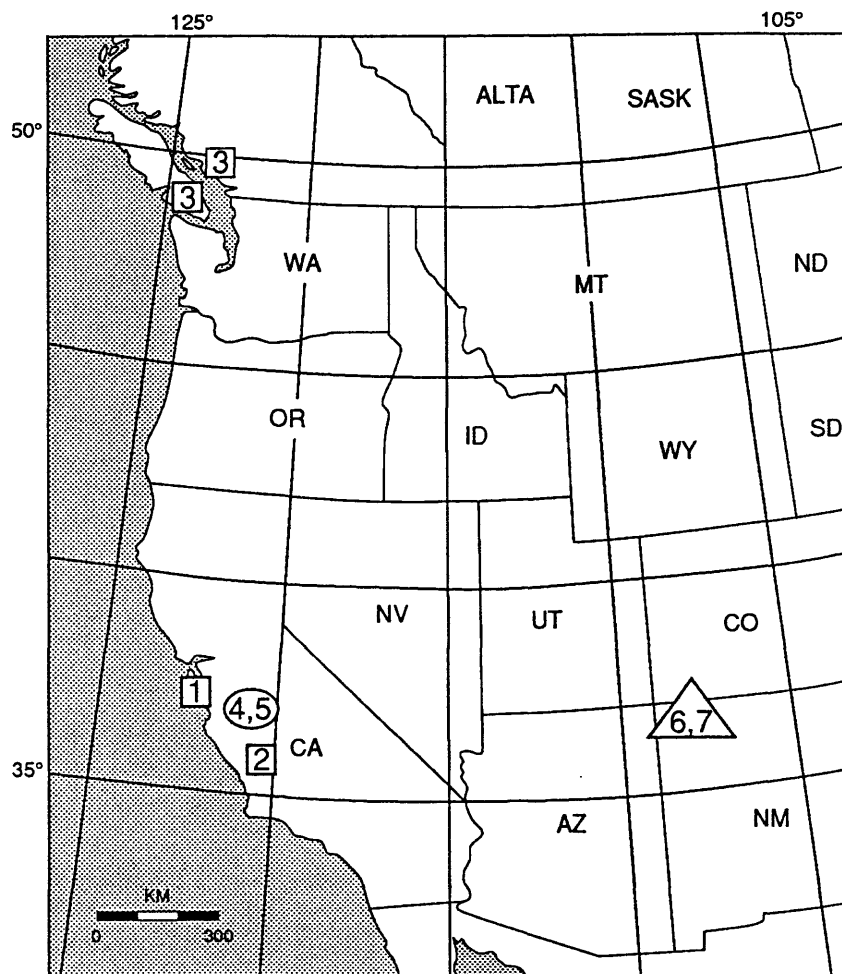 125° 105°
ALTA SASK
50°
3
3
WA ND
MT
OR
ID SD
WY
NV UT CO
1 4,5 6,7
2 CA
35°
AZ NM
KM
0 300